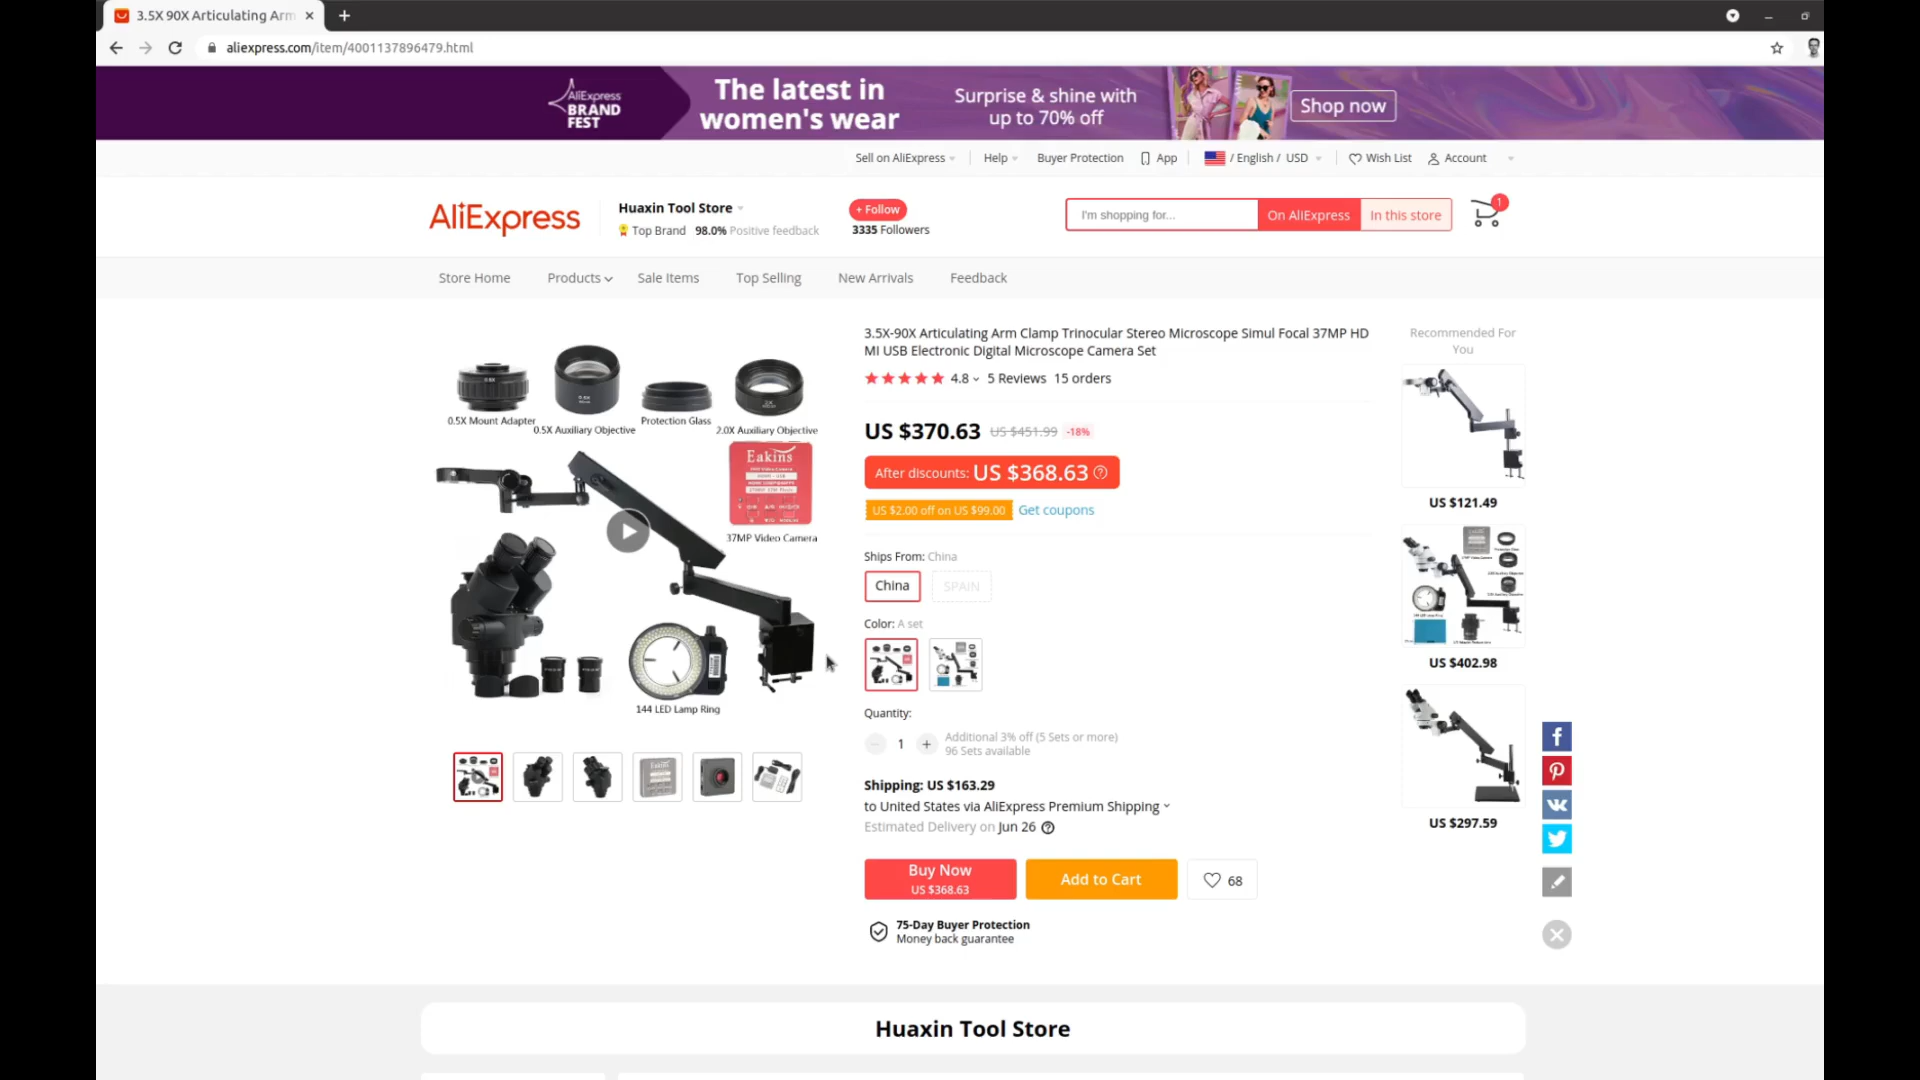 3.5X 90X Articulating Arm
aliexpress.com/item/4001137896479.html
AliExpress
BRAND
FEST
The latest in
women's wear
Surprise & shine with
up to 70% off
Shop now
Sell on AliExpress
Help
Buyer Protection
App
/ English / USD
Wish List
Account
AliExpress
Huaxin Tool Store
Top Brand 98.0% Positive feedback
+ Follow
3335 Followers
I'm shopping for...
On AliExpress
In this store
1
Store Home
Products
Sale Items
Top Selling
New Arrivals
Feedback
0.5X Mount Adapter
0.5X Auxiliary Objective
Protection Glass
2.0X Auxiliary Objective
Eakins
37MP Video Camera
144 LED Lamp Ring
3.5X-90X Articulating Arm Clamp Trinocular Stereo Microscope Simul Focal 37MP HD
MI USB Electronic Digital Microscope Camera Set
4.8 5 Reviews 15 orders
US $370.63 US $451.99 -18%
After discounts: US $368.63
US $2.00 off on US $99.00 Get coupons
Ships From: China
China
SPAIN
Color: A set
Quantity:
1
Additional 3% off (5 Sets or more)
96 Sets available
Shipping: US $163.29
to United States via AliExpress Premium Shipping
Estimated Delivery on Jun 26
Buy Now
US $368.63
Add to Cart
68
75-Day Buyer Protection
Money back guarantee
Recommended For
You
US $121.49
US $402.98
US $297.59
Huaxin Tool Store